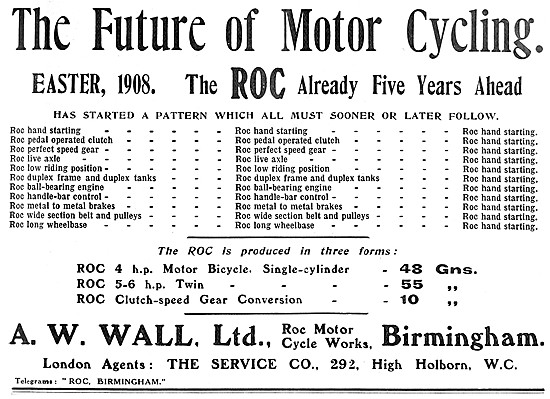 The Future of Motor Cycling.
EASTER, 1908. The ROC Already Five Years Ahead
HAS STARTED A PATTERN WHICH ALL MUST SOONER OR LATER FOLLOW.
Roc hand starting - - - - - - Roc hand starting - - - - - - Roc hand starting.
Roc pedal operated clutch - - - - - Roc pedal operated clutch - - - - - Roc hand starting.
Roc perfect speed gear - - - - - - Roc perfect speed gear - - - - - - Roc hand starting.
Roc live axle - - - - - - Roc live axle - - - - - - Roc hand starting.
Roc low riding position - - - - - - Roc low riding position - - - - - Roc hand starting.
Roc duplex frame and duplex tanks - - - - Roc duplex frame and duplex tanks - - - - Roc hand starting.
Roc ball-bearing engine - - - - - Roc ball-bearing engine - - - - - Roc hand starting.
Roc handle-bar control - - - - - - Roc handle-bar control - - - - - - Roc hand starting.
Roc metal to metal brakes - - - - - Roc metal to metal brakes - - - - - Roc hand starting.
Roc wide section belt and pulleys - - - - Roc wide section belt and pulleys - - - - Roc hand starting.
Roc long wheelbase - - - - - - Roc long wheelbase - - - - - - Roc hand starting.
The ROC is produced in three forms:
ROC 4 h.p. Motor Bicycle, Single-cylinder - 48 Gns.
ROC 5-6 h.p. Twin - - - - 55 ,,
ROC Clutch-speed Gear Conversion - - 10 ,,
A. W. WALL, Ltd., Roc Motor Cycle Works, Birmingham.
London Agents: THE SERVICE CO., 292, High Holborn, W.C.
Telegrams: "ROC, BIRMINGHAM."